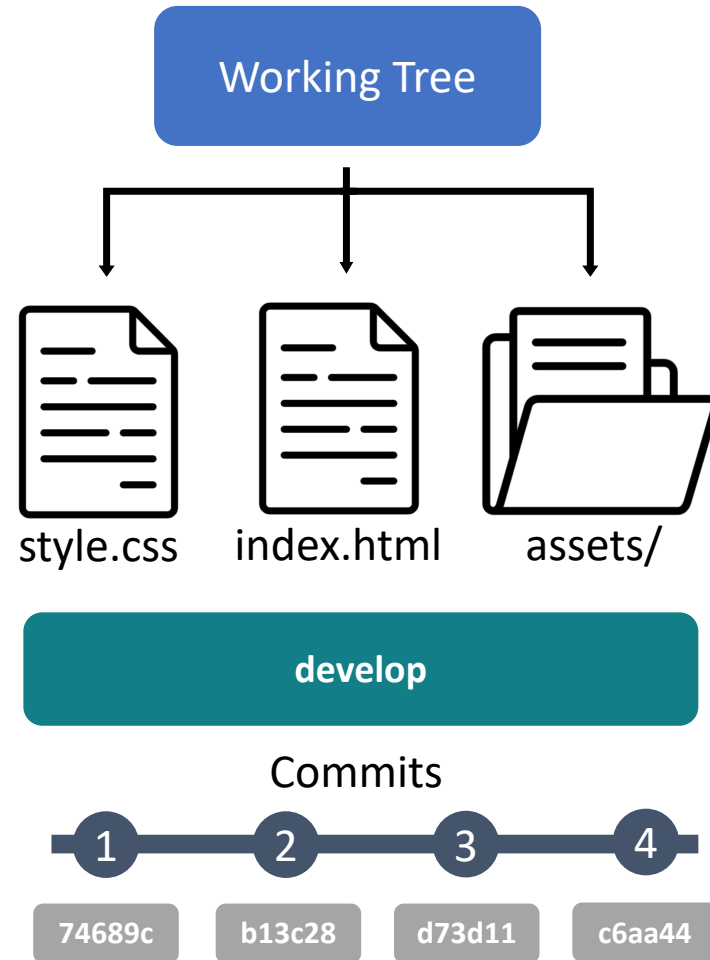 Working Tree
style.css
index.html
assets/
develop
Commits
1
2
3
4
74689c
b13c28
d73d11
c6aa44